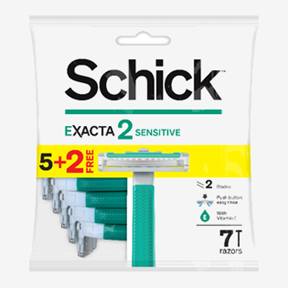 Schick
EXACTA 2 SENSITIVE
5+2 FREE
2 Blades
Push button
easy rinse
With
Vitamin E
7
razors